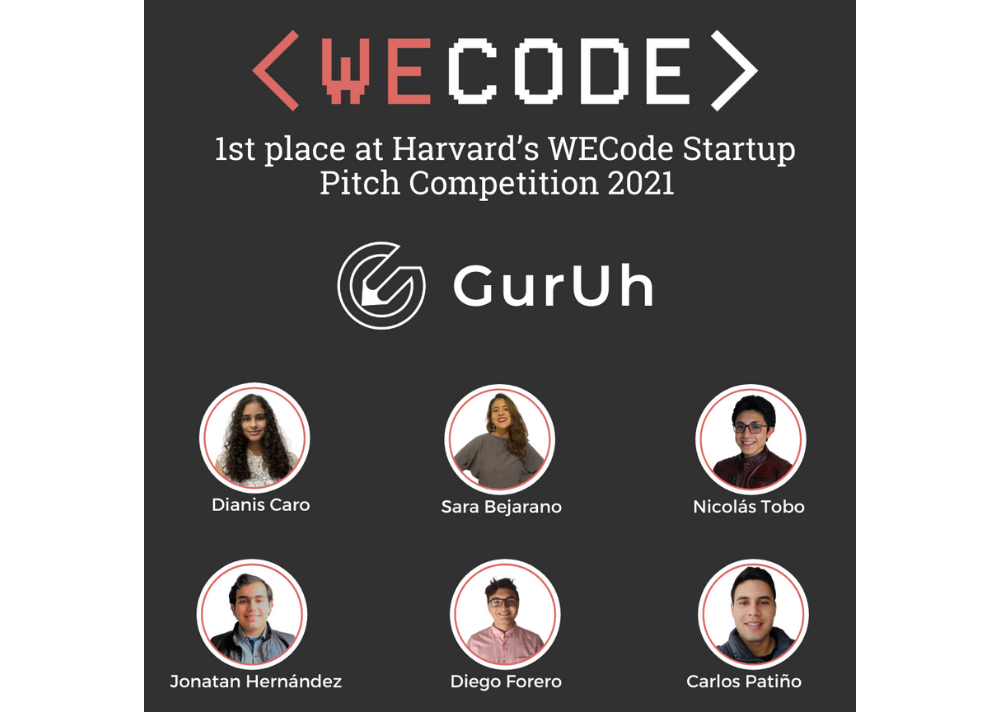 <WECODE>
1st place at Harvard’s WECode Startup
Pitch Competition 2021
GurUh
Dianis Caro
Sara Bejarano
Nicolás Tobo
Jonatan Hernández
Diego Forero
Carlos Patiño